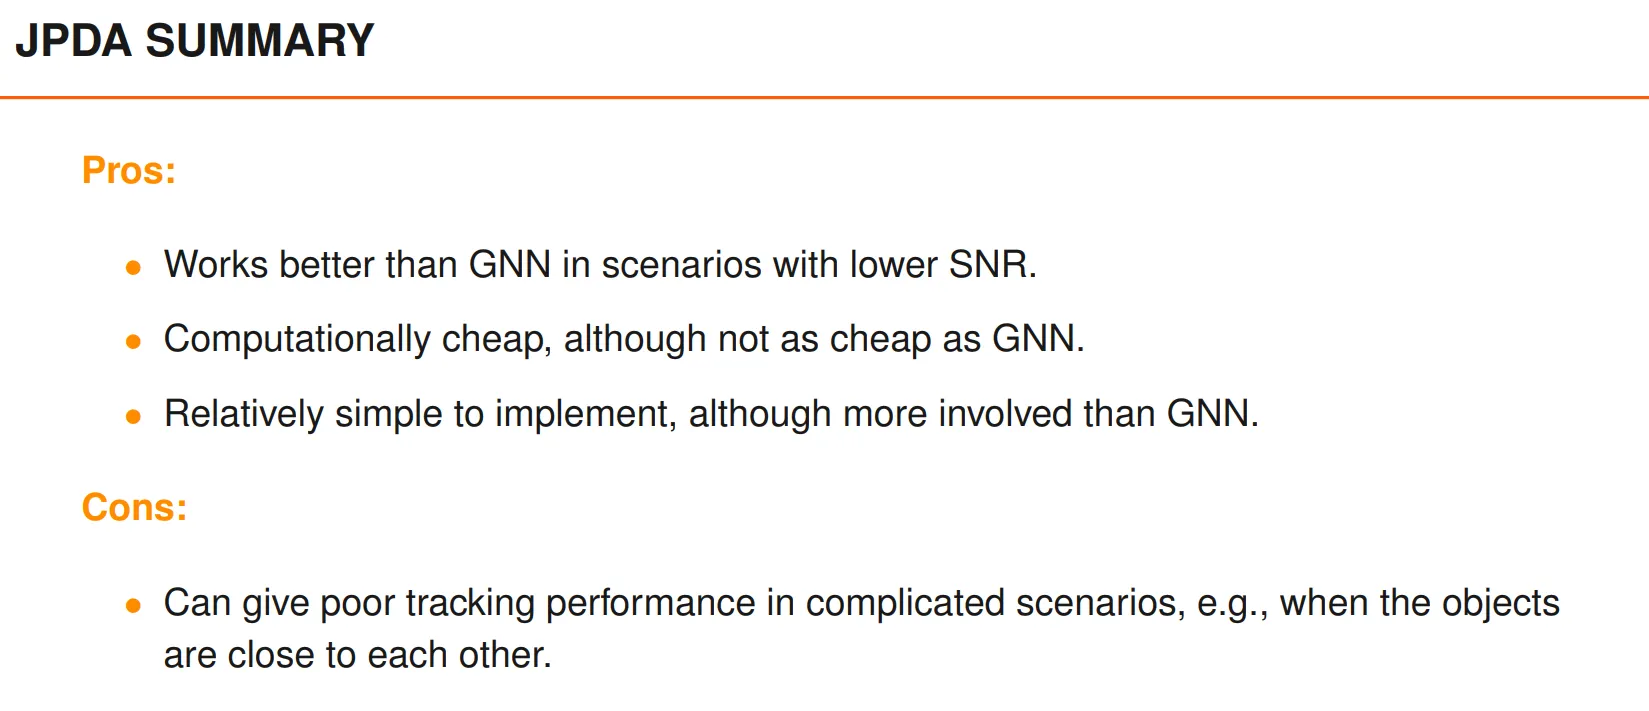 JPDA SUMMARY
Pros:
● Works better than GNN in scenarios with lower SNR.
● Computationally cheap, although not as cheap as GNN.
● Relatively simple to implement, although more involved than GNN.
Cons:
● Can give poor tracking performance in complicated scenarios, e.g., when the objects
are close to each other.